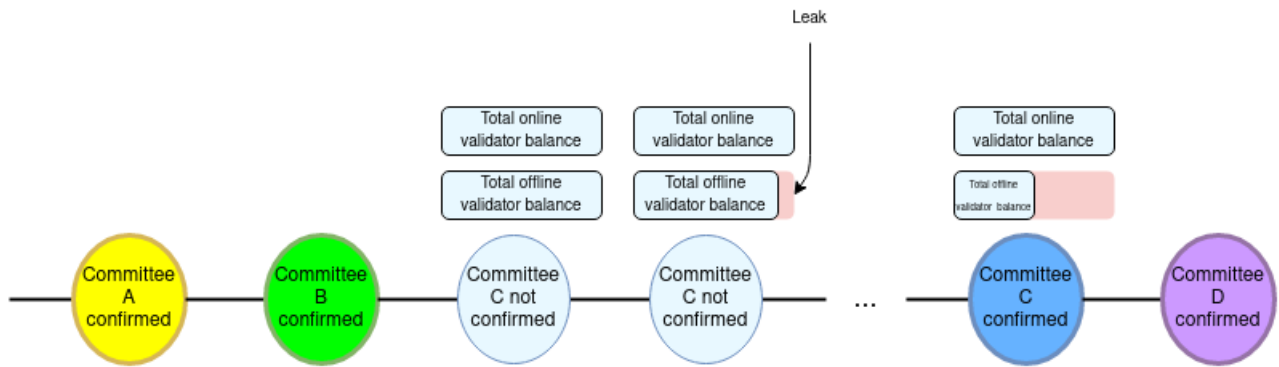 Leak
Total online
validator balance
Total online
validator balance
Total online
validator balance
Total offline
validator balance
Total offline
validator balance
Total offline
validator balance
Committee
A
confirmed
Committee
B
confirmed
Committee
C not
confirmed
Committee
C not
confirmed
...
Committee
C
confirmed
Committee
D
confirmed